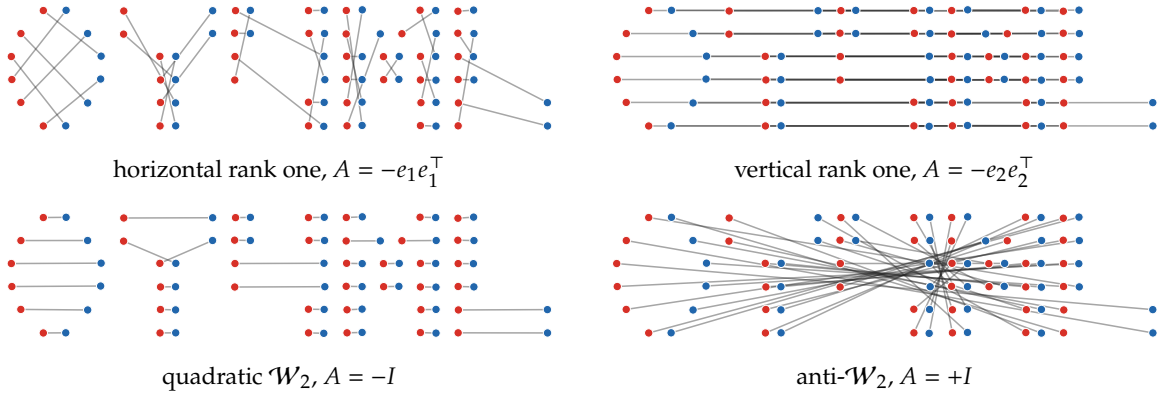 horizontal rank one, A = −e₁e₁⊤
vertical rank one, A = −e₂e₂⊤
quadratic 𝒲₂, A = −I
anti-𝒲₂, A = +I